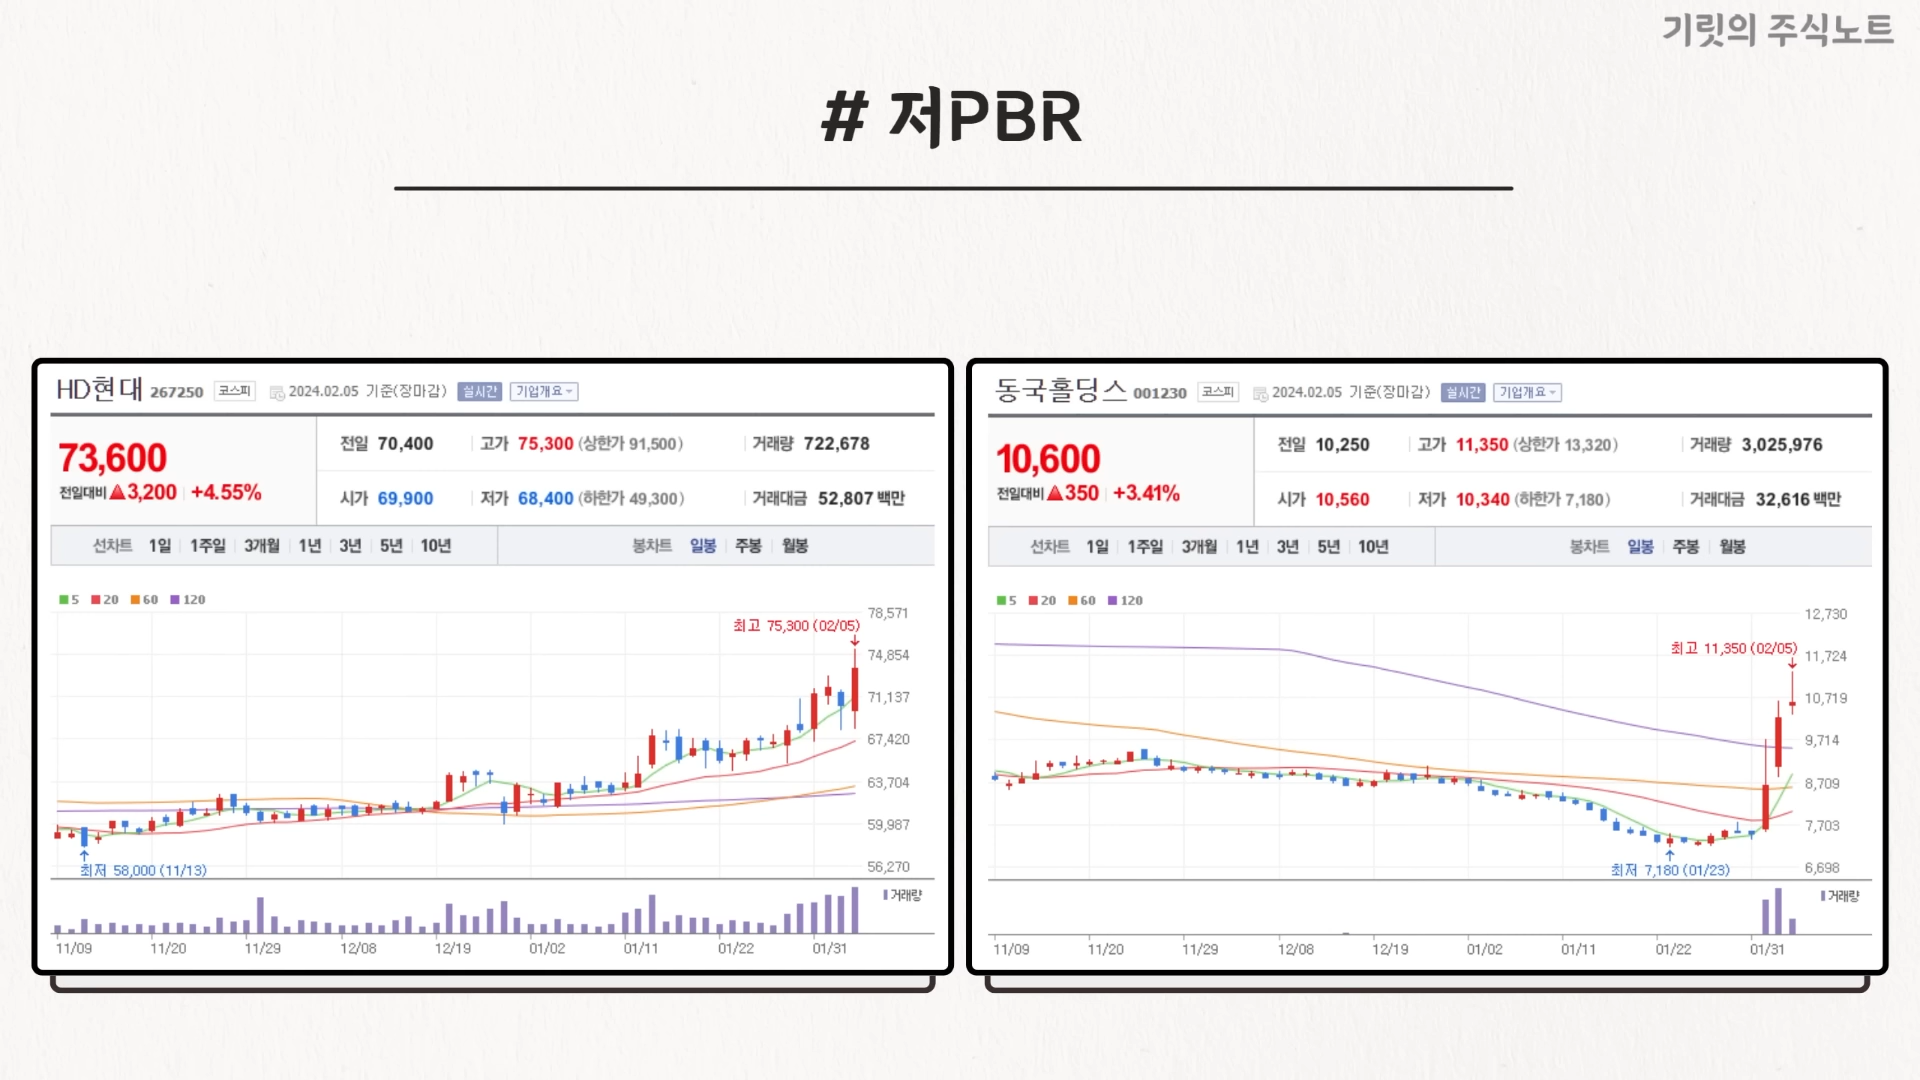 기릿의 주식노트
# 저PBR
HD현대 267250 코스피 2024.02.05 기준(장마감) 실시간 기업개요
73,600
전일대비 ▲3,200 +4.55%
전일 70,400 고가 75,300 (상한가 91,500) 거래량 722,678
시가 69,900 저가 68,400 (하한가 49,300) 거래대금 52,807 백만
선차트 1일 1주일 3개월 1년 3년 5년 10년 봉차트 일봉 주봉 월봉
5 20 60 120
78,571
최고 75,300 (02/05)
74,854
71,137
67,420
63,704
59,987
56,270
최저 58,000 (11/13)
거래량
11/09 11/20 11/29 12/08 12/19 01/02 01/11 01/22 01/31
동국홀딩스 001230 코스피 2024.02.05 기준(장마감) 실시간 기업개요
10,600
전일대비 ▲350 +3.41%
전일 10,250 고가 11,350 (상한가 13,320) 거래량 3,025,976
시가 10,560 저가 10,340 (하한가 7,180) 거래대금 32,616 백만
선차트 1일 1주일 3개월 1년 3년 5년 10년 봉차트 일봉 주봉 월봉
5 20 60 120
12,730
최고 11,350 (02/05)
11,724
10,719
9,714
8,709
7,703
6,698
최저 7,180 (01/23)
거래량
11/09 11/20 11/29 12/08 12/19 01/02 01/11 01/22 01/31